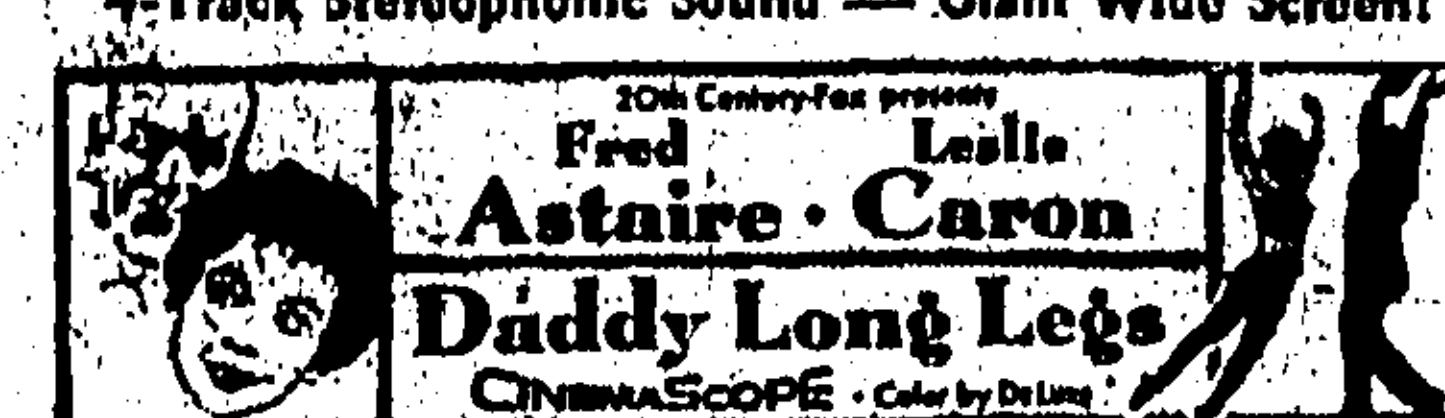 4-Track Stereophonic Sound — Giant Wide Screen!
20th Century-Fox presents
Fred Leslie
Astaire • Caron
Daddy Long Legs
CINEMASCOPE • Color by De Luxe